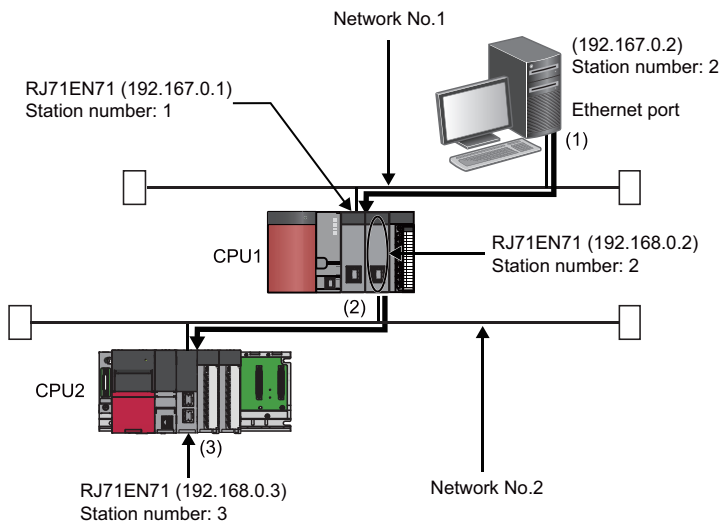 Network No.1
(192.167.0.2)
Station number: 2
Ethernet port
(1)
RJ71EN71 (192.167.0.1)
Station number: 1
CPU1
RJ71EN71 (192.168.0.2)
Station number: 2
(2)
CPU2
(3)
RJ71EN71 (192.168.0.3)
Station number: 3
Network No.2